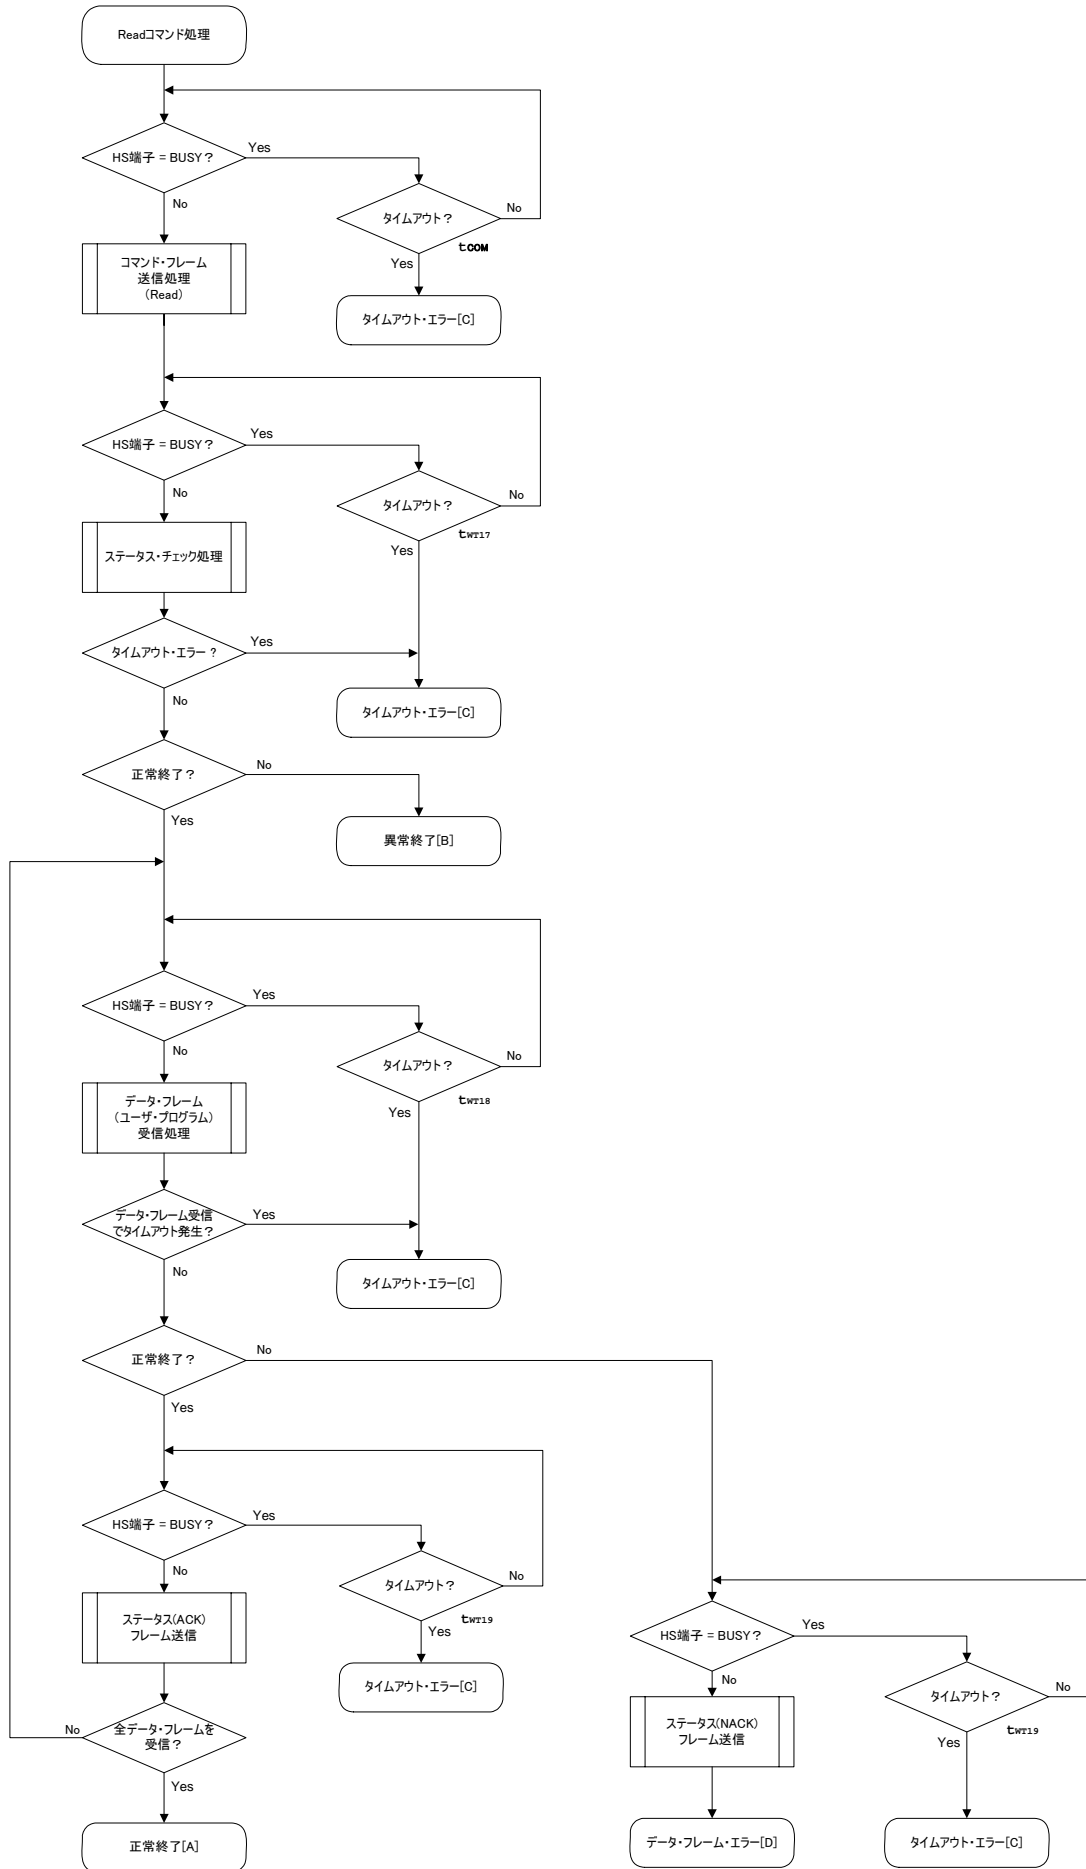 Readコマンド処理
HS端子 = BUSY？
Yes
No
タイムアウト？
No
tCOM
Yes
コマンド・フレーム
送信処理
（Read）
タイムアウト・エラー[C]
HS端子 = BUSY？
Yes
No
タイムアウト？
No
tWT17
Yes
ステータス・チェック処理
タイムアウト・エラー？
Yes
No
タイムアウト・エラー[C]
正常終了？
No
Yes
異常終了[B]
HS端子 = BUSY？
Yes
No
タイムアウト？
No
tWT18
Yes
データ・フレーム
（ユーザ・プログラム）
受信処理
データ・フレーム受信
でタイムアウト発生？
Yes
No
タイムアウト・エラー[C]
正常終了？
No
Yes
HS端子 = BUSY？
Yes
No
タイムアウト？
No
tWT19
Yes
ステータス(ACK)
フレーム送信
タイムアウト・エラー[C]
全データ・フレームを
受信？
No
Yes
正常終了[A]
HS端子 = BUSY？
Yes
No
タイムアウト？
No
tWT19
Yes
ステータス(NACK)
フレーム送信
データ・フレーム・エラー[D]
タイムアウト・エラー[C]